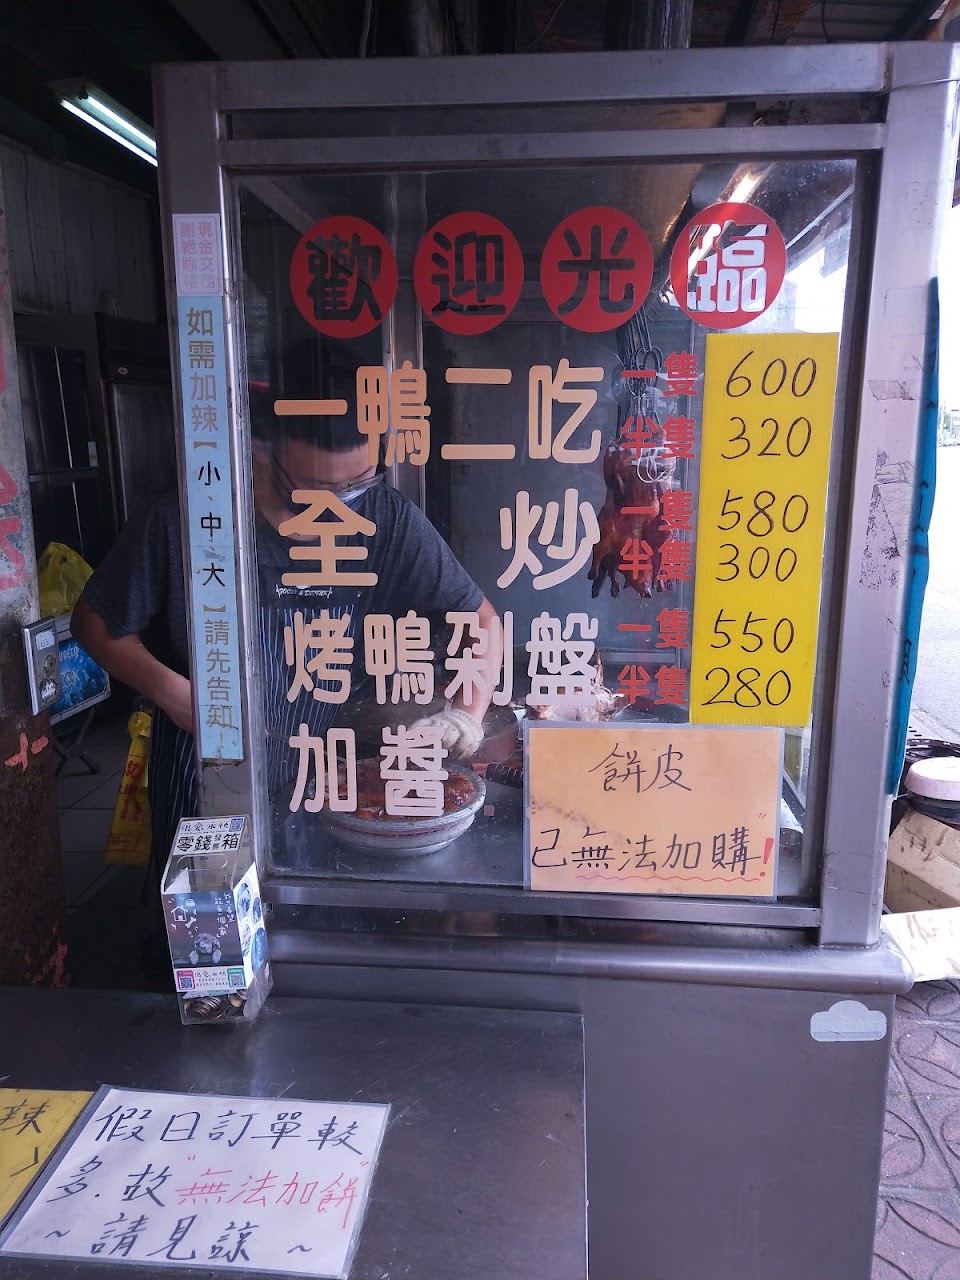 歡迎光臨
一鴨二吃 一隻 600
半隻 320
全炒 一隻 580
半隻 300
烤鴨剁盤 一隻 550
半隻 280
加醬
餅皮
已無法加購"!
現金交易
謝絕賒帳
如需加辣【小、中、大】請先告知!
零錢發票箱
假日訂單較
多.故"無法加餅"
~請見諒~
辣